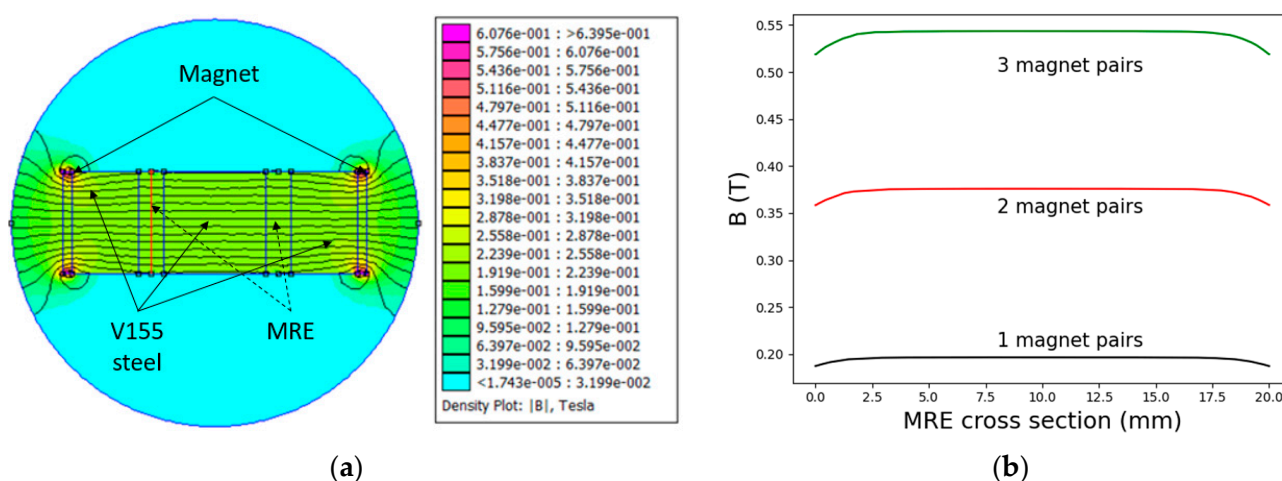 Magnet
V155
steel
MRE
6.076e-001 : >6.395e-001
5.756e-001 : 6.076e-001
5.436e-001 : 5.756e-001
5.116e-001 : 5.436e-001
4.797e-001 : 5.116e-001
4.477e-001 : 4.797e-001
4.157e-001 : 4.477e-001
3.837e-001 : 4.157e-001
3.518e-001 : 3.837e-001
3.198e-001 : 3.518e-001
2.878e-001 : 3.198e-001
2.558e-001 : 2.878e-001
2.239e-001 : 2.558e-001
1.919e-001 : 2.239e-001
1.599e-001 : 1.919e-001
1.279e-001 : 1.599e-001
9.595e-002 : 1.279e-001
6.397e-002 : 9.595e-002
3.199e-002 : 6.397e-002
<1.743e-005 : 3.199e-002
Density Plot: |B|, Tesla
(a)
B (T)
0.55
0.50
0.45
0.40
0.35
0.30
0.25
0.20
3 magnet pairs
2 magnet pairs
1 magnet pairs
0.0 2.5 5.0 7.5 10.0 12.5 15.0 17.5 20.0
MRE cross section (mm)
(b)